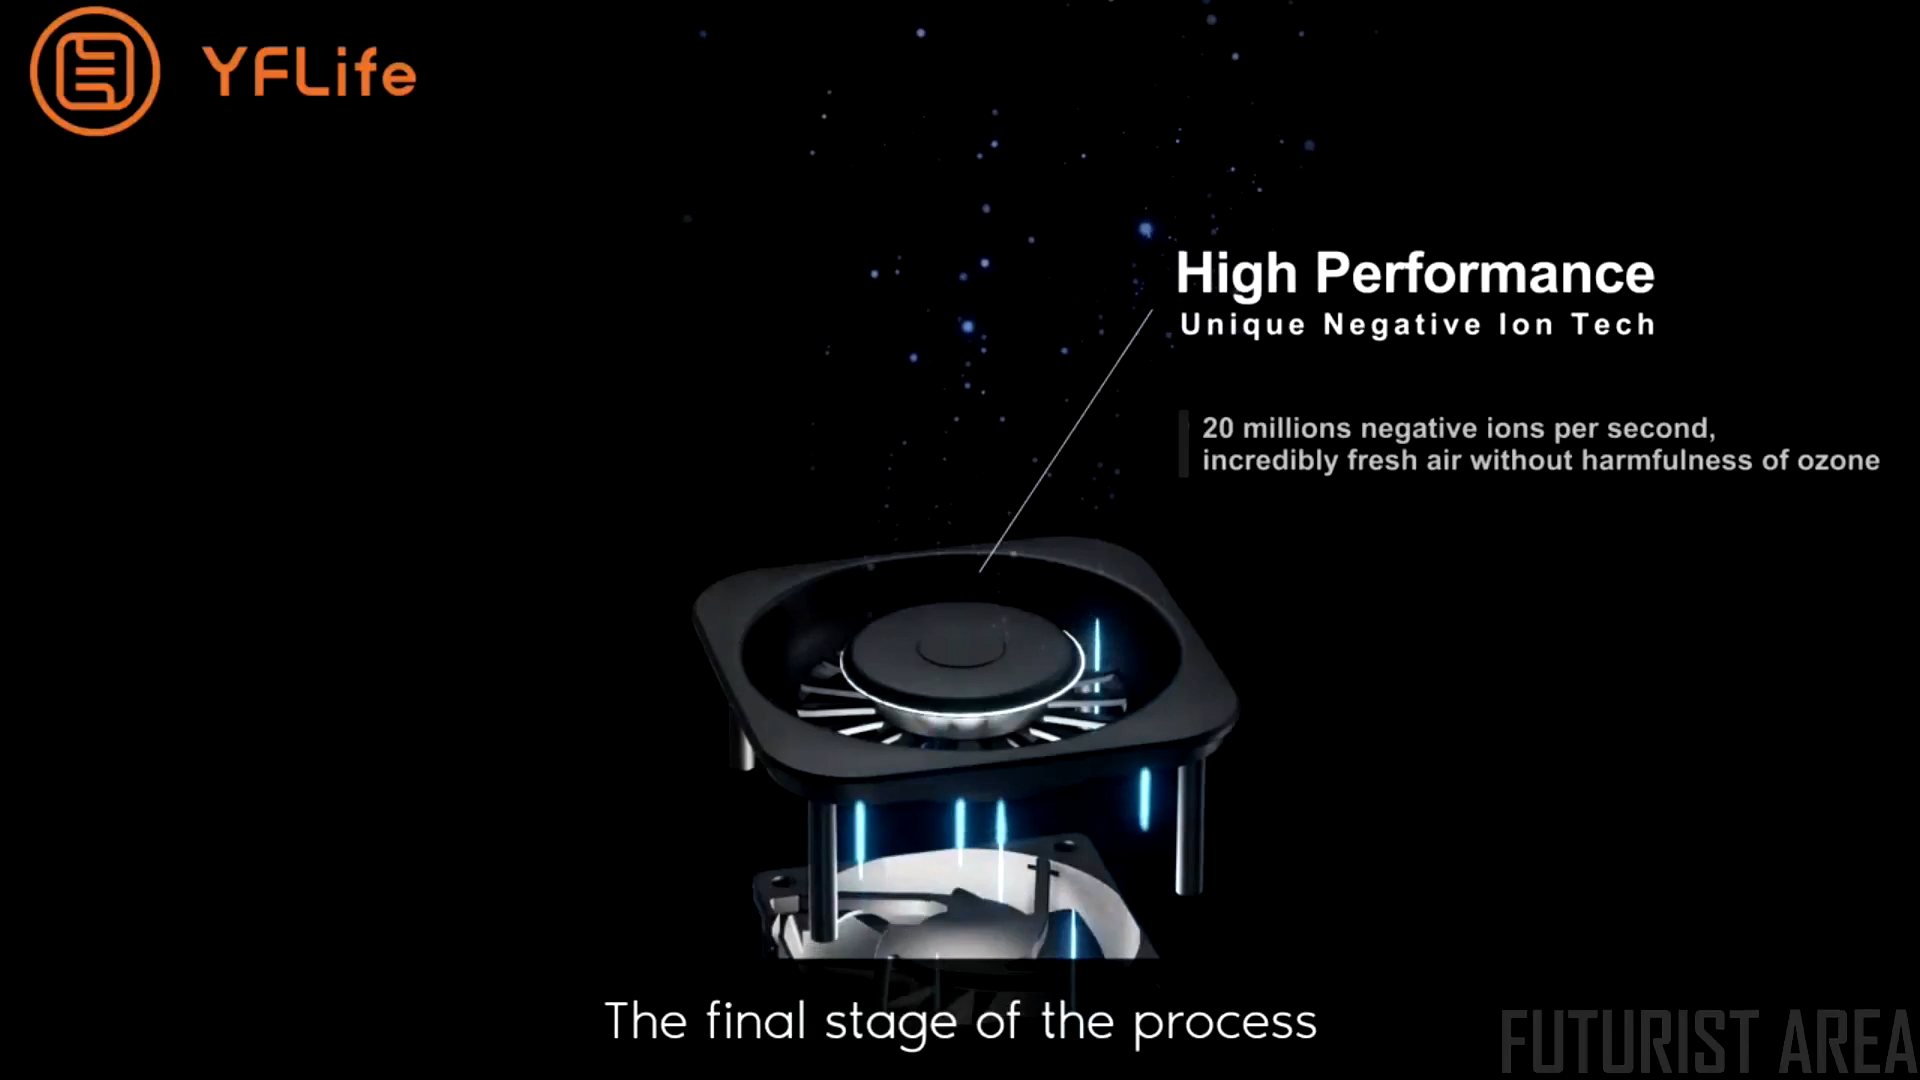 YFLife
High Performance
Unique Negative Ion Tech
20 millions negative ions per second,
incredibly fresh air without harmfulness of ozone
The final stage of the process
FUTURIST AREA